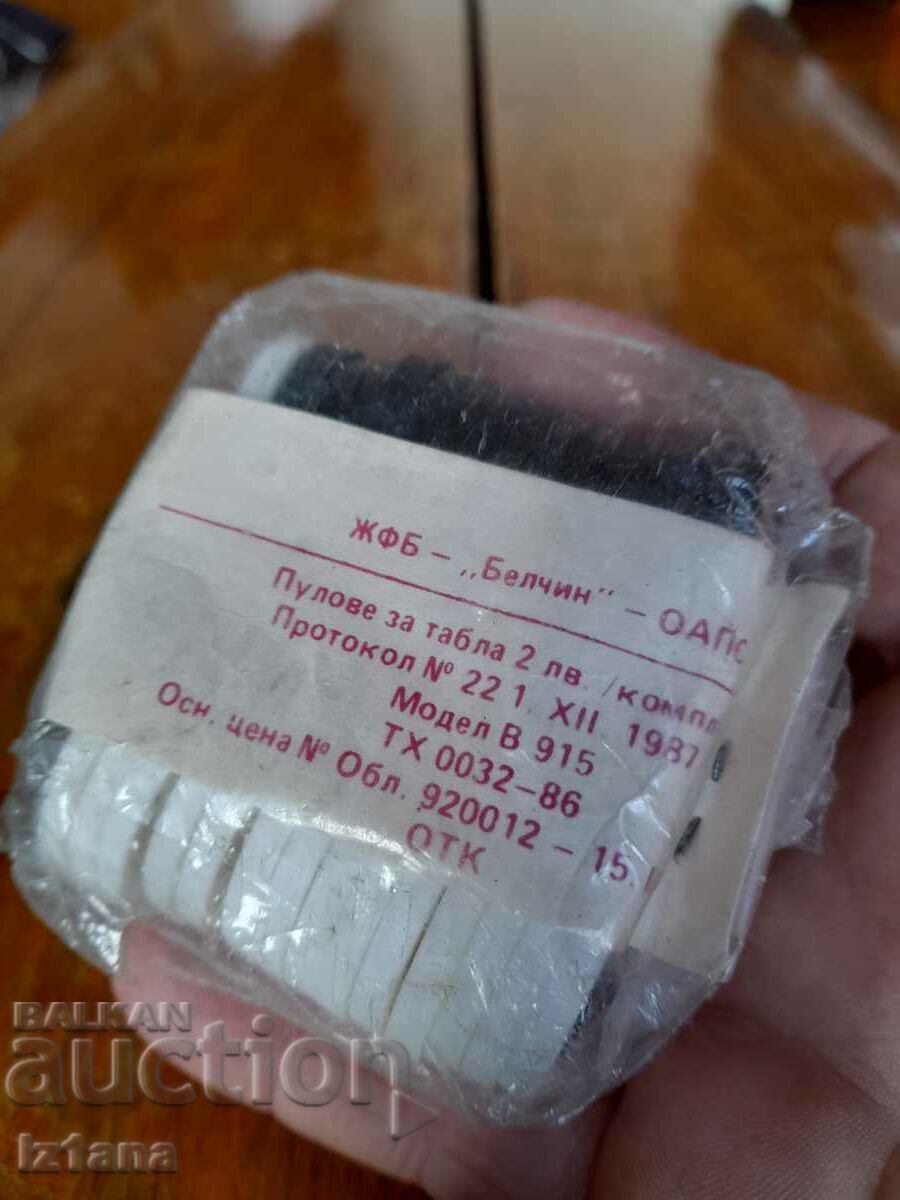 ЖФБ – „Белчин" – ОАПС
Пулове за табла 2 лв. /компл
Протокол № 22 1. XII. 1987
Модел В 915
ТХ 0032–86
Осн. цена № Обл. 920012 – 15.
ОТК
BALKAN
auction
Iz1ana